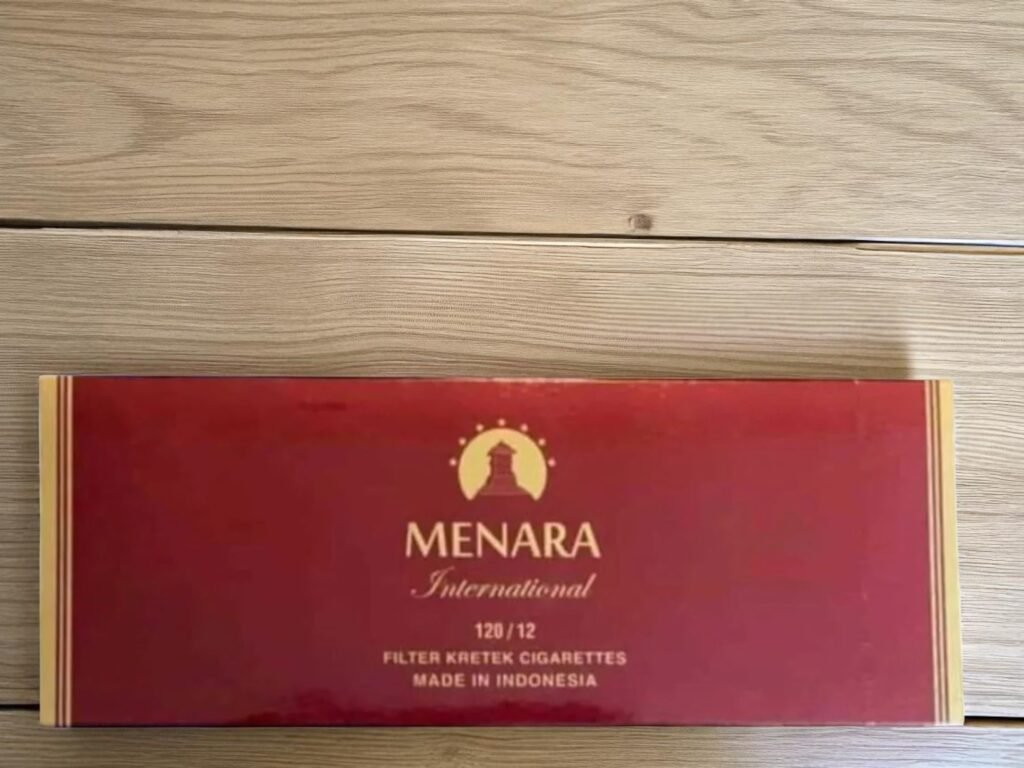 MENARA
International
120/12
FILTER KRETEK CIGARETTES
MADE IN INDONESIA